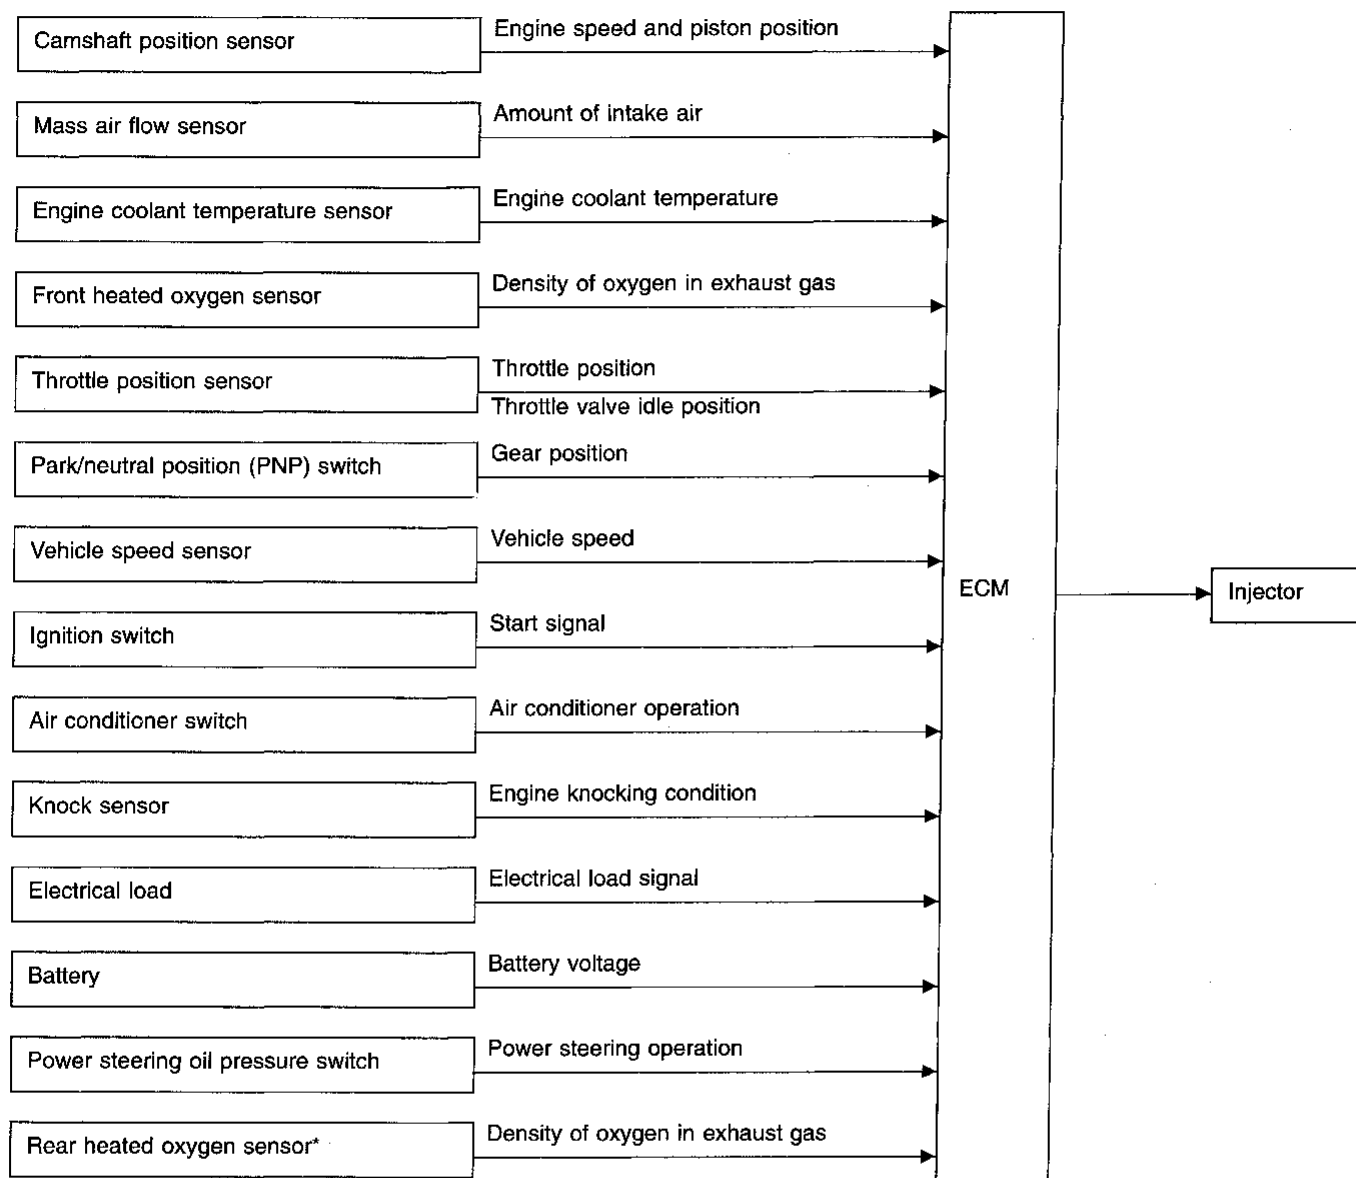 Camshaft position sensor
Engine speed and piston position
Mass air flow sensor
Amount of intake air
Engine coolant temperature sensor
Engine coolant temperature
Front heated oxygen sensor
Density of oxygen in exhaust gas
Throttle position sensor
Throttle position
Throttle valve idle position
Park/neutral position (PNP) switch
Gear position
Vehicle speed sensor
Vehicle speed
ECM
Injector
Ignition switch
Start signal
Air conditioner switch
Air conditioner operation
Knock sensor
Engine knocking condition
Electrical load
Electrical load signal
Battery
Battery voltage
Power steering oil pressure switch
Power steering operation
Rear heated oxygen sensor*
Density of oxygen in exhaust gas